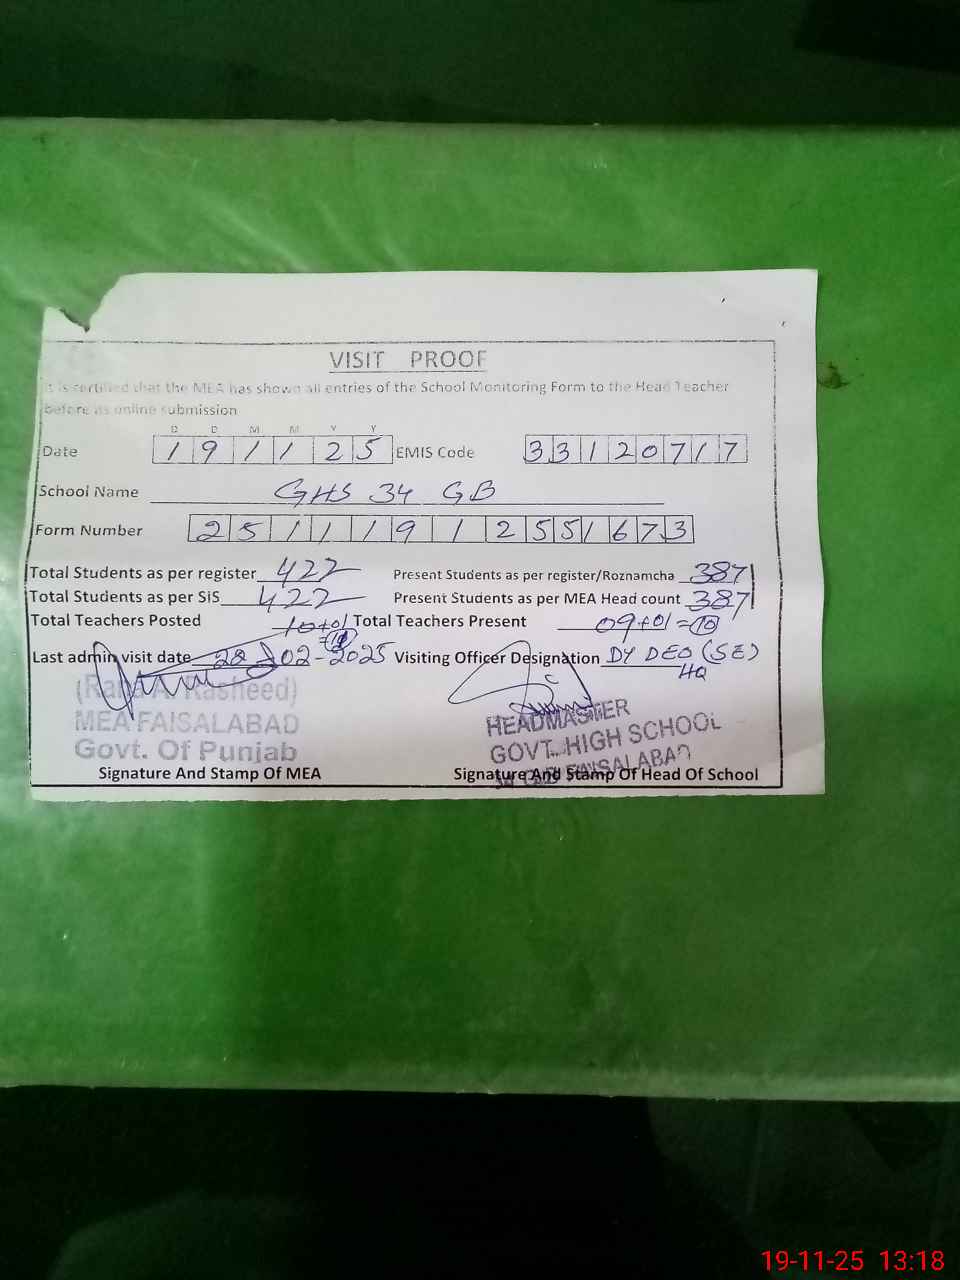 VISIT PROOF
It is certified that the MEA has shown all entries of the School Monitoring Form to the Head Teacher
before its online submission
D D M M Y Y
Date 1 9 1 1 2 5 EMIS Code 3 3 1 2 0 7 1 7
School Name GHS 34 GB
Form Number 2 5 1 1 1 9 1 2 5 5 1 6 7 3
Total Students as per register 422 Present Students as per register/Roznamcha 387
Total Students as per SiS 422 Present Students as per MEA Head count 387
Total Teachers Posted 10+01 Total Teachers Present 09+01=10
Last admin visit date 28-02-2025 Visiting Officer Designation DY DEO (SE)
HQ
(Rana A. Rasheed)
MEA FAISALABAD
Govt. Of Punjab
Signature And Stamp Of MEA
HEADMASTER
GOVT. HIGH SCHOOL
FAISALABAD
Signature And Stamp Of Head Of School
19-11-25 13:18